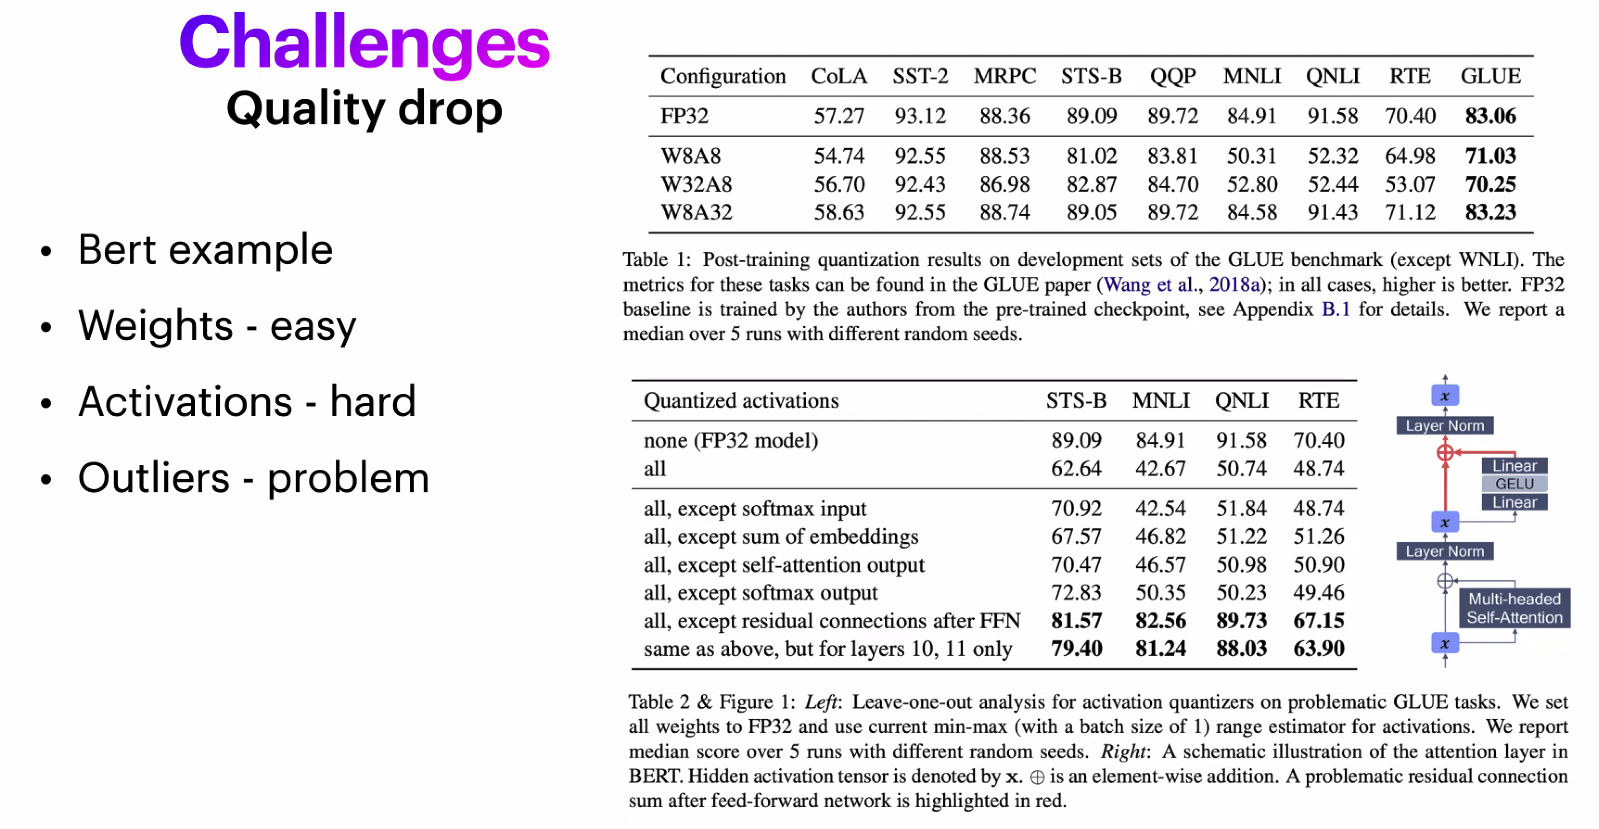 Challenges
Quality drop
• Bert example
• Weights - easy
• Activations - hard
• Outliers - problem
Configuration CoLA SST-2 MRPC STS-B QQP MNLI QNLI RTE GLUE
FP32 57.27 93.12 88.36 89.09 89.72 84.91 91.58 70.40 83.06
W8A8 54.74 92.55 88.53 81.02 83.81 50.31 52.32 64.98 71.03
W32A8 56.70 92.43 86.98 82.87 84.70 52.80 52.44 53.07 70.25
W8A32 58.63 92.55 88.74 89.05 89.72 84.58 91.43 71.12 83.23
Table 1: Post-training quantization results on development sets of the GLUE benchmark (except WNLI). The
metrics for these tasks can be found in the GLUE paper (Wang et al., 2018a); in all cases, higher is better. FP32
baseline is trained by the authors from the pre-trained checkpoint, see Appendix B.1 for details. We report a
median over 5 runs with different random seeds.
Quantized activations STS-B MNLI QNLI RTE
none (FP32 model) 89.09 84.91 91.58 70.40
all 62.64 42.67 50.74 48.74
all, except softmax input 70.92 42.54 51.84 48.74
all, except sum of embeddings 67.57 46.82 51.22 51.26
all, except self-attention output 70.47 46.57 50.98 50.90
all, except softmax output 72.83 50.35 50.23 49.46
all, except residual connections after FFN 81.57 82.56 89.73 67.15
same as above, but for layers 10, 11 only 79.40 81.24 88.03 63.90
x
Layer Norm
Linear
GELU
Linear
x
Layer Norm
Multi-headed
Self-Attention
x
Table 2 & Figure 1: Left: Leave-one-out analysis for activation quantizers on problematic GLUE tasks. We set
all weights to FP32 and use current min-max (with a batch size of 1) range estimator for activations. We report
median score over 5 runs with different random seeds. Right: A schematic illustration of the attention layer in
BERT. Hidden activation tensor is denoted by x. ⊕ is an element-wise addition. A problematic residual connection
sum after feed-forward network is highlighted in red.